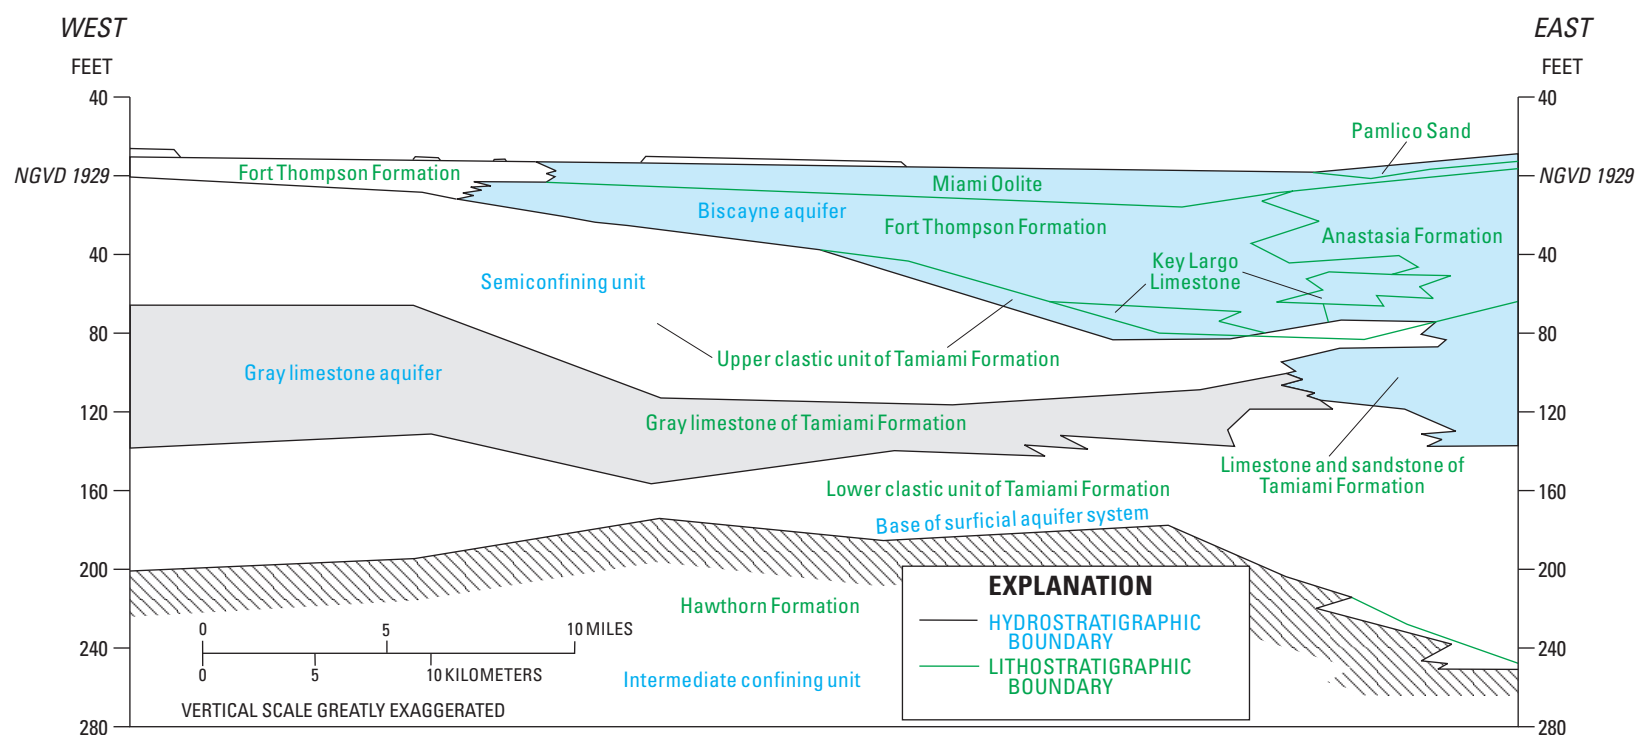 WEST
EAST
FEET
FEET
40
40
Pamlico Sand
NGVD 1929
Fort Thompson Formation
Miami Oolite
NGVD 1929
Biscayne aquifer
Fort Thompson Formation
Anastasia Formation
40
Key Largo
Limestone
40
Semiconfining unit
80
80
Upper clastic unit of Tamiami Formation
Gray limestone aquifer
120
120
Gray limestone of Tamiami Formation
Limestone and sandstone of
Tamiami Formation
160
Lower clastic unit of Tamiami Formation
160
Base of surficial aquifer system
200
200
EXPLANATION
HYDROSTRATIGRAPHIC
BOUNDARY
LITHOSTRATIGRAPHIC
BOUNDARY
Hawthorn Formation
0 5 10 MILES
240
240
0 5 10 KILOMETERS
Intermediate confining unit
VERTICAL SCALE GREATLY EXAGGERATED
280
280